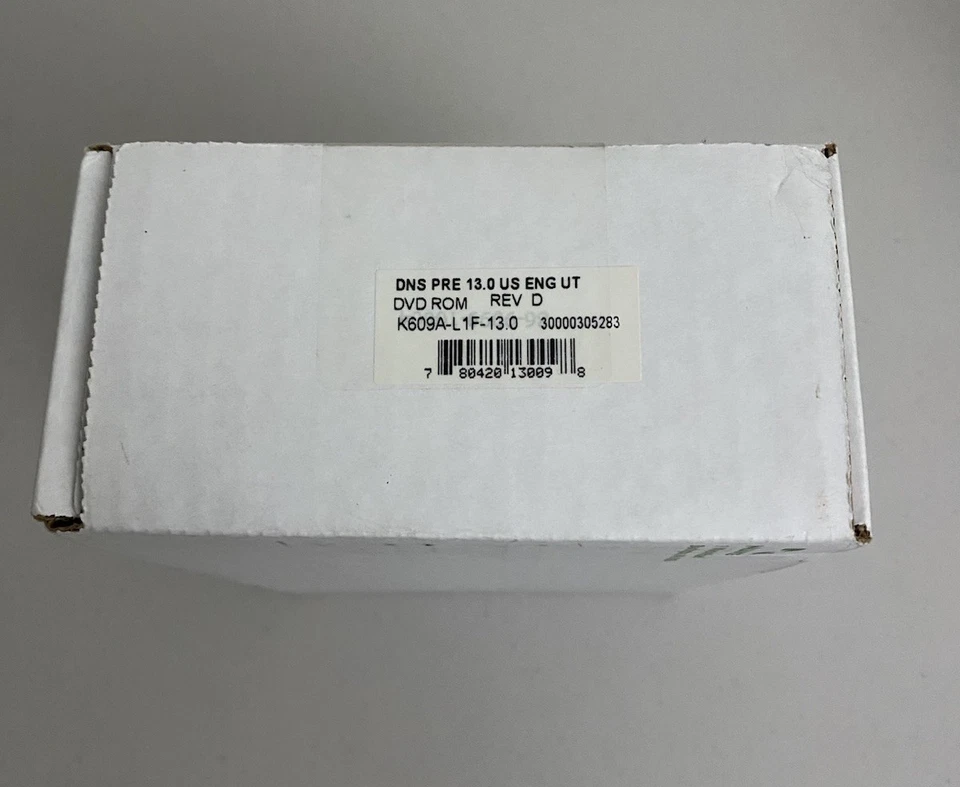 DNS PRE 13.0 US ENG UT
DVD ROM REV D
K609A-L1F-13.0 30000305283
7 80420 13009 8